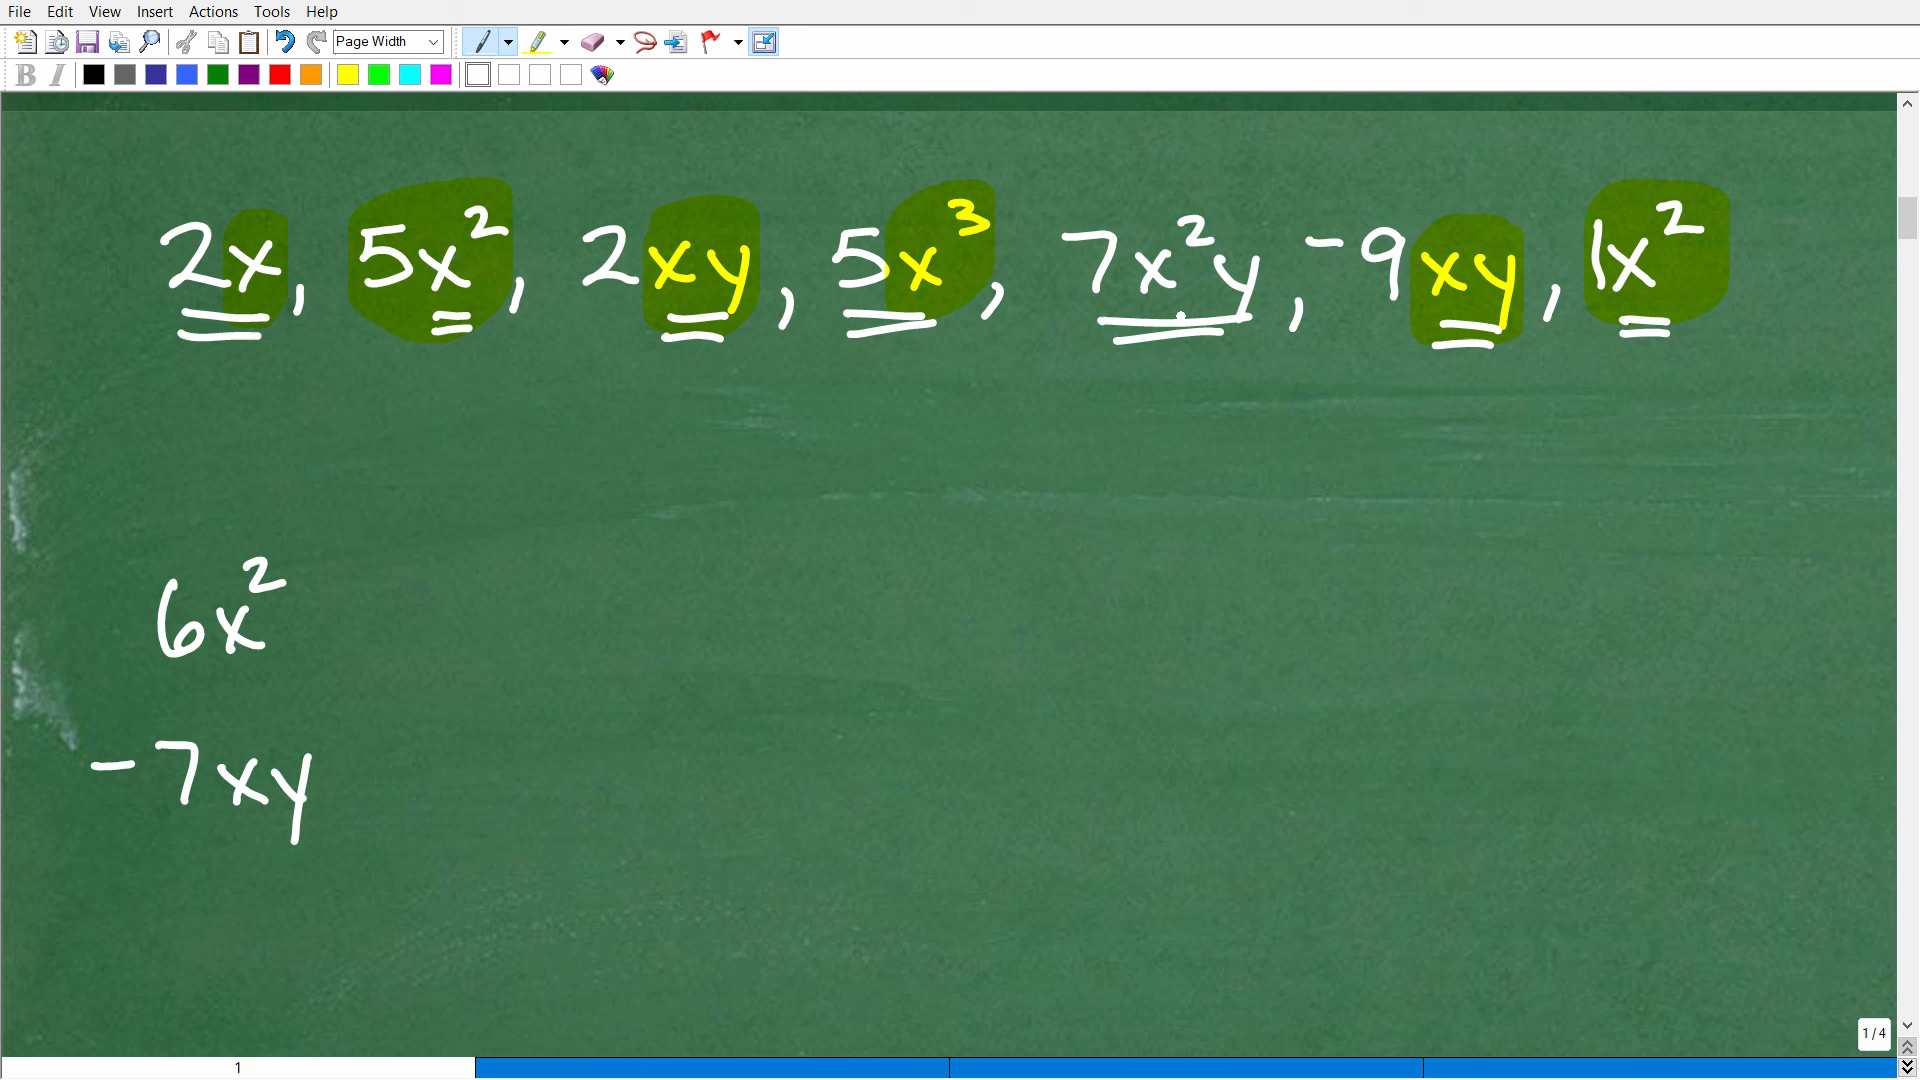 File Edit View Insert Actions Tools Help
Page Width
B I
2x, 5x², 2xy, 5x³, 7x²y, -9xy, 1x²
6x²
-7xy
1 / 4
1